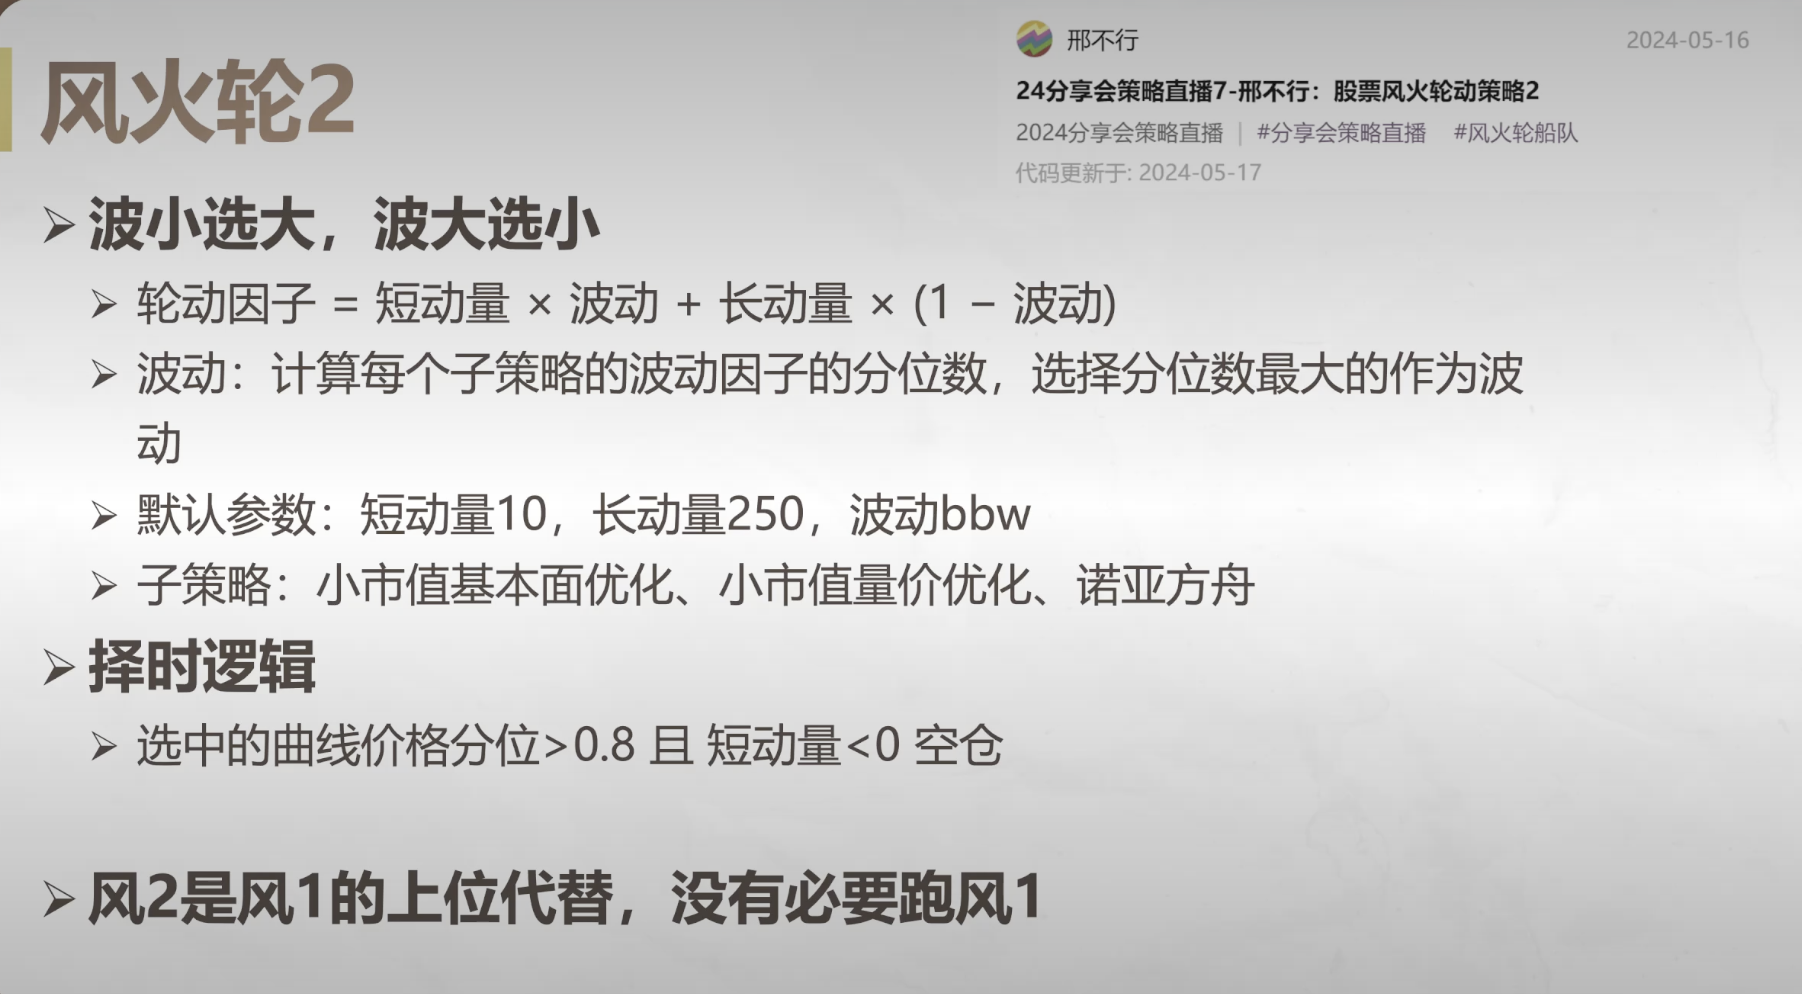 风火轮2
邢不行
2024-05-16
24分享会策略直播7-邢不行：股票风火轮动策略2
2024分享会策略直播 | #分享会策略直播 #风火轮船队
代码更新于: 2024-05-17
➢ 波小选大，波大选小
➢ 轮动因子 = 短动量 × 波动 + 长动量 × (1 − 波动)
➢ 波动：计算每个子策略的波动因子的分位数，选择分位数最大的作为波
动
➢ 默认参数：短动量10，长动量250，波动bbw
➢ 子策略：小市值基本面优化、小市值量价优化、诺亚方舟
➢ 择时逻辑
➢ 选中的曲线价格分位>0.8 且 短动量<0 空仓
➢ 风2是风1的上位代替，没有必要跑风1